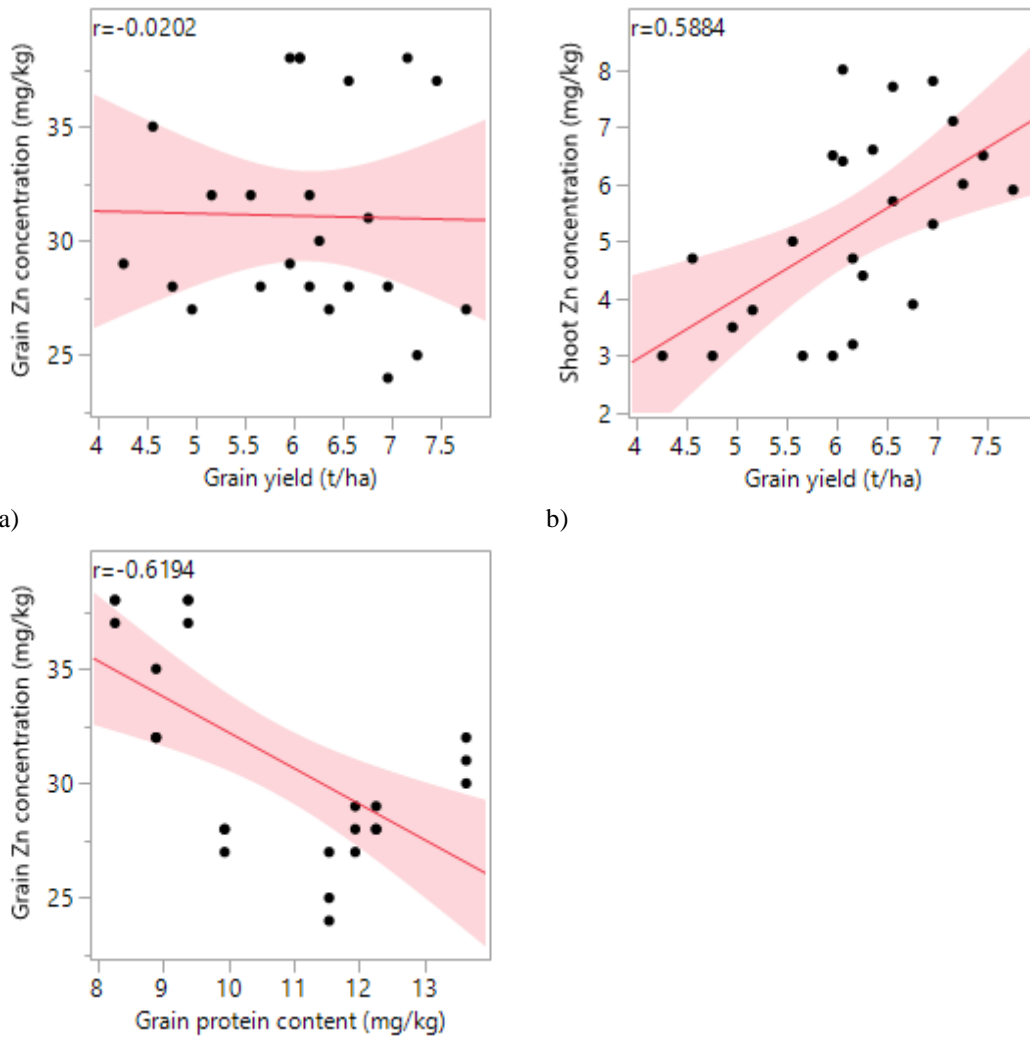 r=-0.0202
Grain Zn concentration (mg/kg)
35
30
25
4 4.5 5 5.5 6 6.5 7 7.5
Grain yield (t/ha)
a)
r=0.5884
Shoot Zn concentration (mg/kg)
8
7
6
5
4
3
2
4 4.5 5 5.5 6 6.5 7 7.5
Grain yield (t/ha)
b)
r=-0.6194
Grain Zn concentration (mg/kg)
35
30
25
8 9 10 11 12 13
Grain protein content (mg/kg)